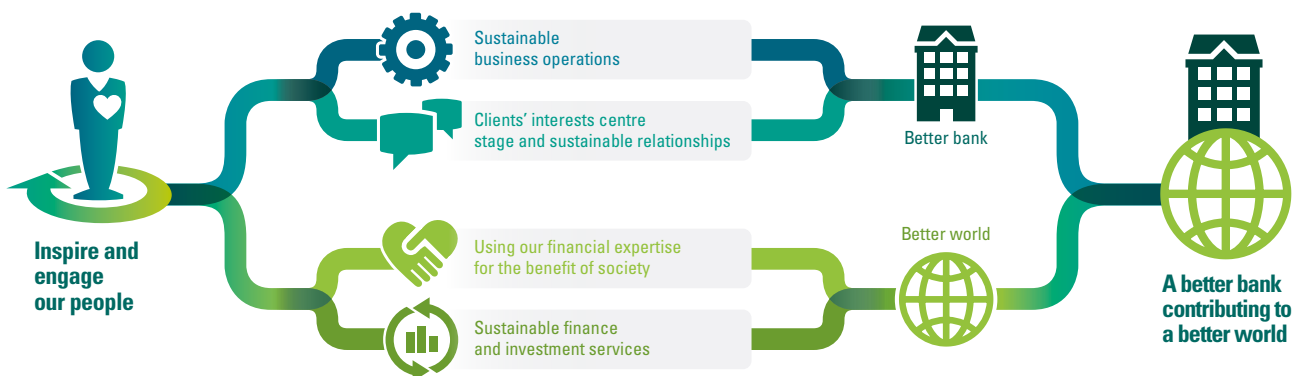 Inspire and
engage
our people
Sustainable
business operations
Clients’ interests centre
stage and sustainable relationships
Using our financial expertise
for the benefit of society
Sustainable finance
and investment services
Better bank
Better world
A better bank
contributing to
a better world